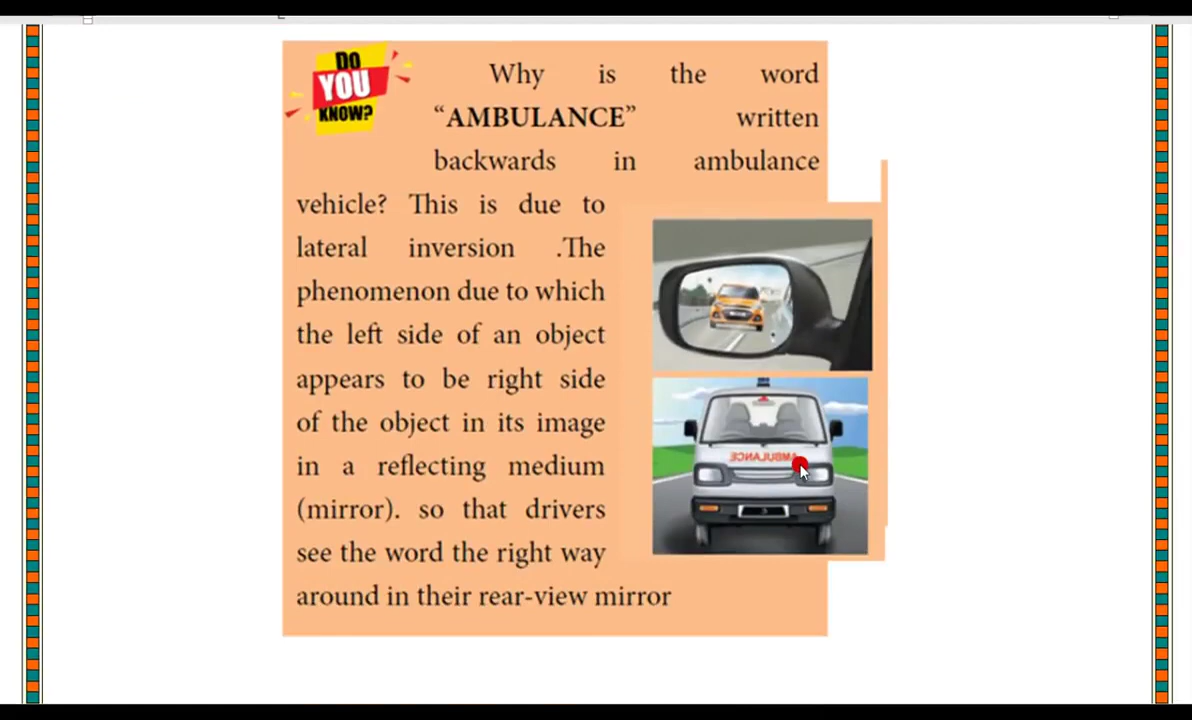 DO
YOU
KNOW?
Why is the word
“AMBULANCE” written
backwards in ambulance
vehicle? This is due to
lateral inversion .The
phenomenon due to which
the left side of an object
appears to be right side
of the object in its image
in a reflecting medium
(mirror). so that drivers
see the word the right way
around in their rear-view mirror
AMBULANCE